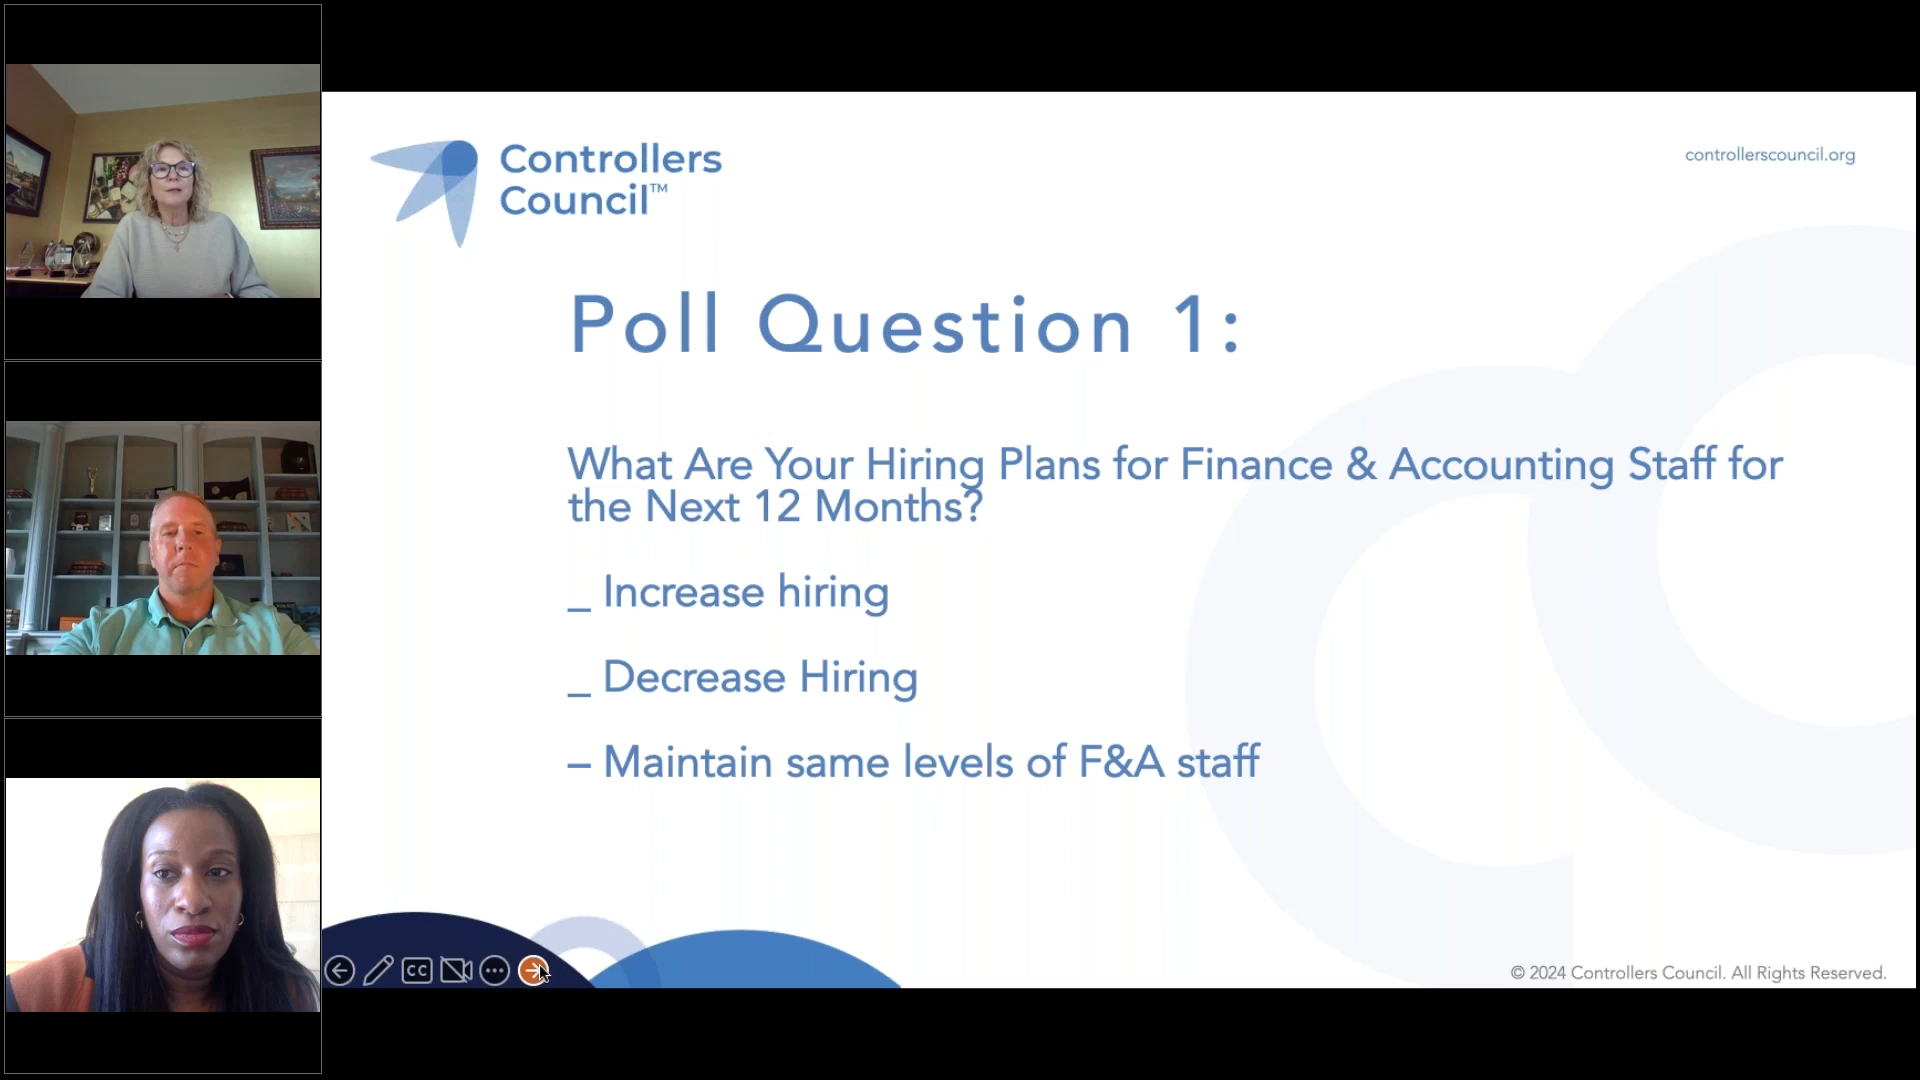 Controllers
Council™
controllerscouncil.org
Poll Question 1:
What Are Your Hiring Plans for Finance & Accounting Staff for
the Next 12 Months?
_ Increase hiring
_ Decrease Hiring
– Maintain same levels of F&A staff
CC
© 2024 Controllers Council. All Rights Reserved.